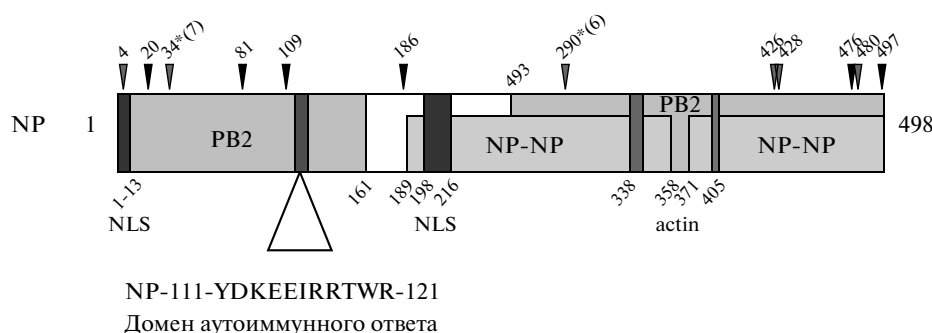 4 20 34*(7) 81 109 186 290*(6) 426 428 476 480 497
493
NP 1 PB2 PB2 498
NP-NP NP-NP
1-13 161 189 198 216 338 358 371 405
NLS NLS actin
NP-111-YDKEEIRRTWR-121
Домен аутоиммунного ответа